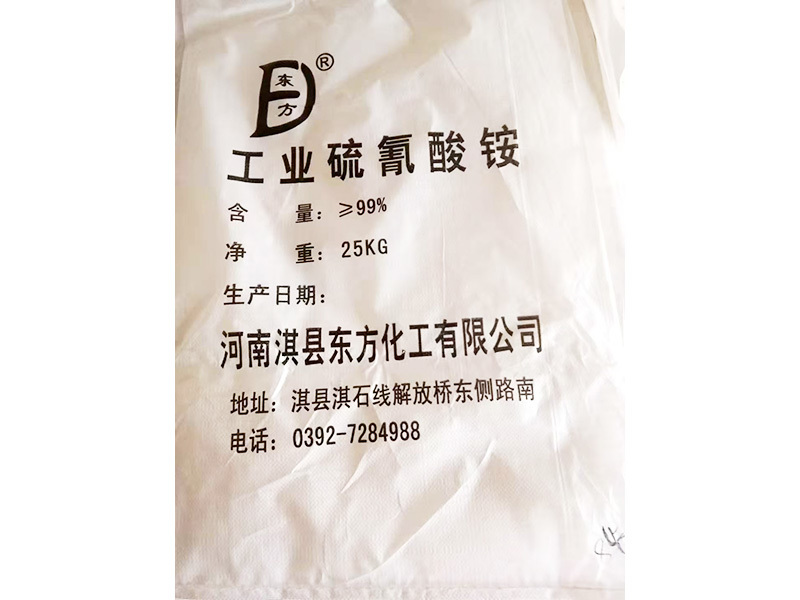 东方®
工业硫氰酸铵
含 量：≥99%
净 重：25KG
生产日期：
河南淇县东方化工有限公司
地址：淇县淇石线解放桥东侧路南
电话：0392-7284988